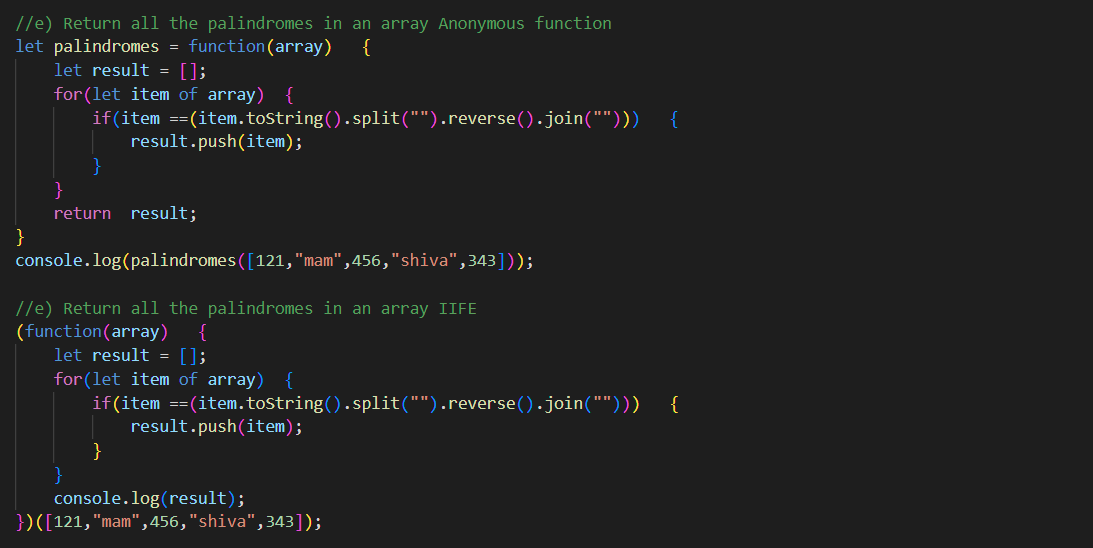 //e) Return all the palindromes in an array Anonymous function
let palindromes = function(array)   {
    let result = [];
    for(let item of array)  {
        if(item ==(item.toString().split("").reverse().join("")))   {
            result.push(item);
        }
    }
    return  result;
}
console.log(palindromes([121,"mam",456,"shiva",343]));

//e) Return all the palindromes in an array IIFE
(function(array)   {
    let result = [];
    for(let item of array)  {
        if(item ==(item.toString().split("").reverse().join("")))   {
            result.push(item);
        }
    }
    console.log(result);
})([121,"mam",456,"shiva",343]);